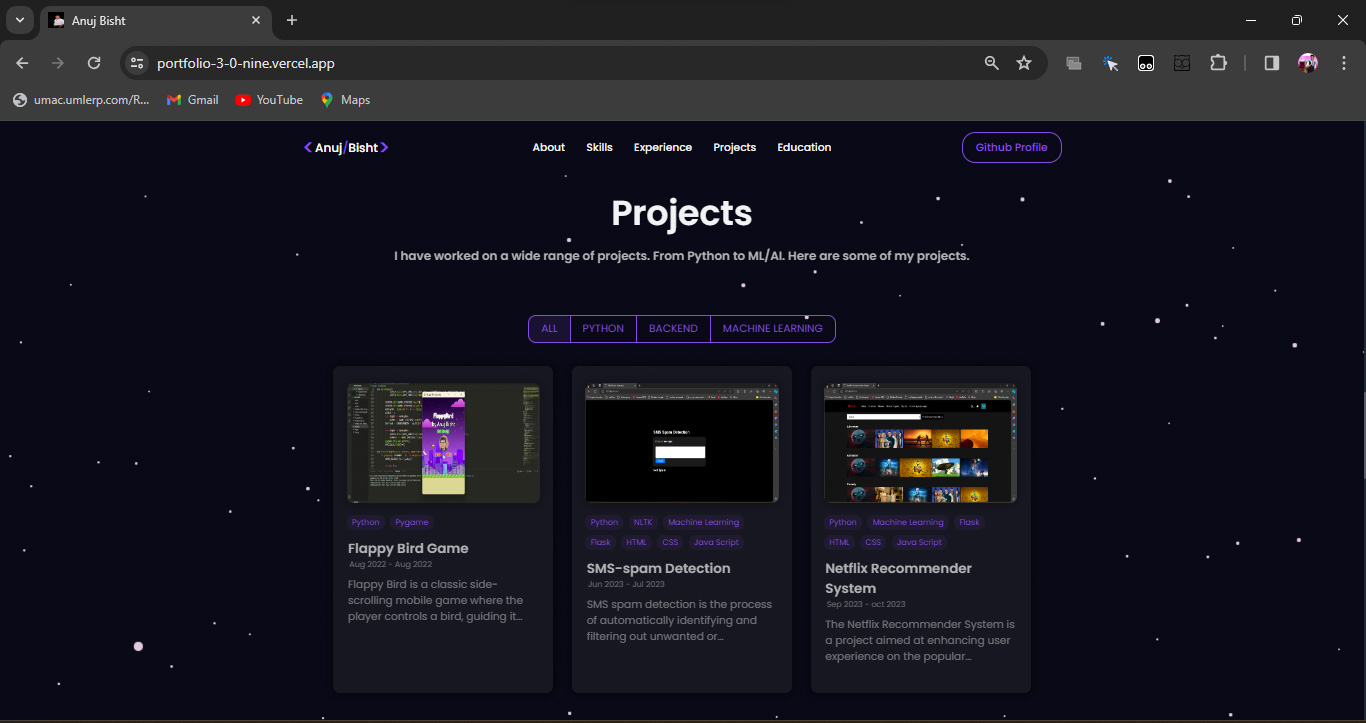 Anuj Bisht
portfolio-3-0-nine.vercel.app
umac.umlerp.com/R... Gmail YouTube Maps
<Anuj/Bisht> About Skills Experience Projects Education Github Profile
Projects
I have worked on a wide range of projects. From Python to ML/AI. Here are some of my projects.
ALL PYTHON BACKEND MACHINE LEARNING
Python Pygame
Flappy Bird Game
Aug 2022 - Aug 2022
Flappy Bird is a classic side-
scrolling mobile game where the
player controls a bird, guiding it...
SMS Spam Detection
Python NLTK Machine Learning
Flask HTML CSS Java Script
SMS-spam Detection
Jun 2023 - Jul 2023
SMS spam detection is the process
of automatically identifying and
filtering out unwanted or...
Python Machine Learning Flask
HTML CSS Java Script
Netflix Recommender
System
Sep 2023 - oct 2023
The Netflix Recommender System is
a project aimed at enhancing user
experience on the popular...